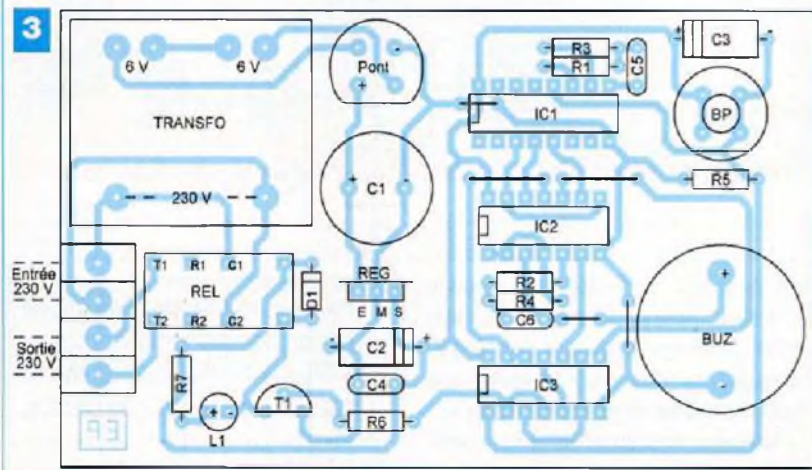 3
6 V
6 V
TRANSFO
230 V
Pont
+
-
+
C1
-
R3
R1
C5
IC1
+
C3
-
BP
R5
IC2
Entrée
230 V
Sortie
230 V
T1
R1
C1
REL
T2
R2
C2
D1
REG
E
M
S
R2
R4
C6
+
BUZ
-
-
C2
+
C4
R6
IC3
R7
+
-
L1
T1
93